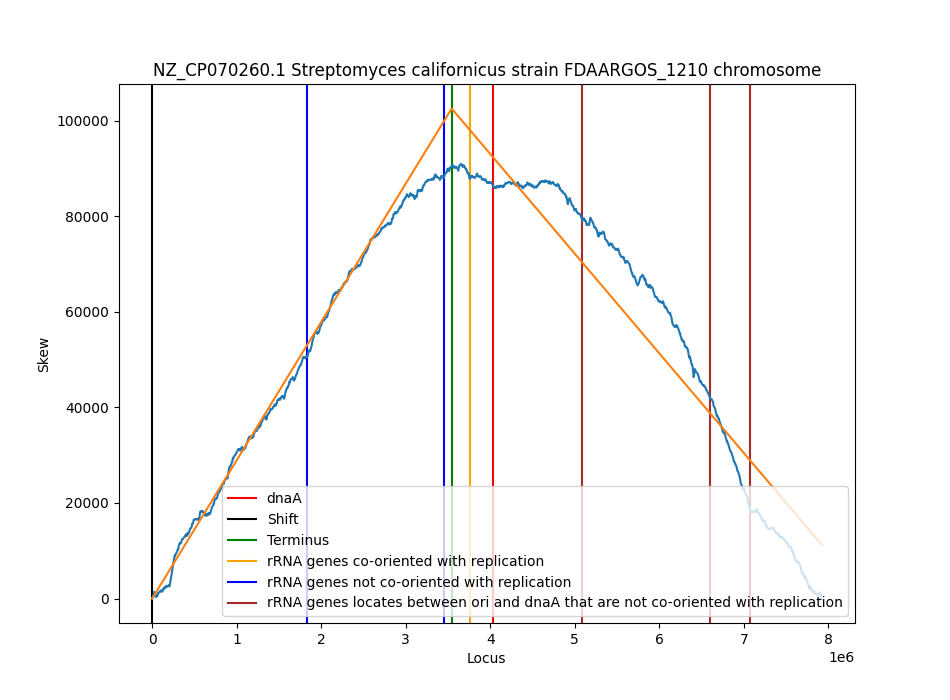 NZ_CP070260.1 Streptomyces californicus strain FDAARGOS_1210 chromosome
Skew
100000
80000
60000
40000
20000
0
dnaA
Shift
Terminus
rRNA genes co-oriented with replication
rRNA genes not co-oriented with replication
rRNA genes locates between ori and dnaA that are not co-oriented with replication
0 1 2 3 4 5 6 7 8
1e6
Locus